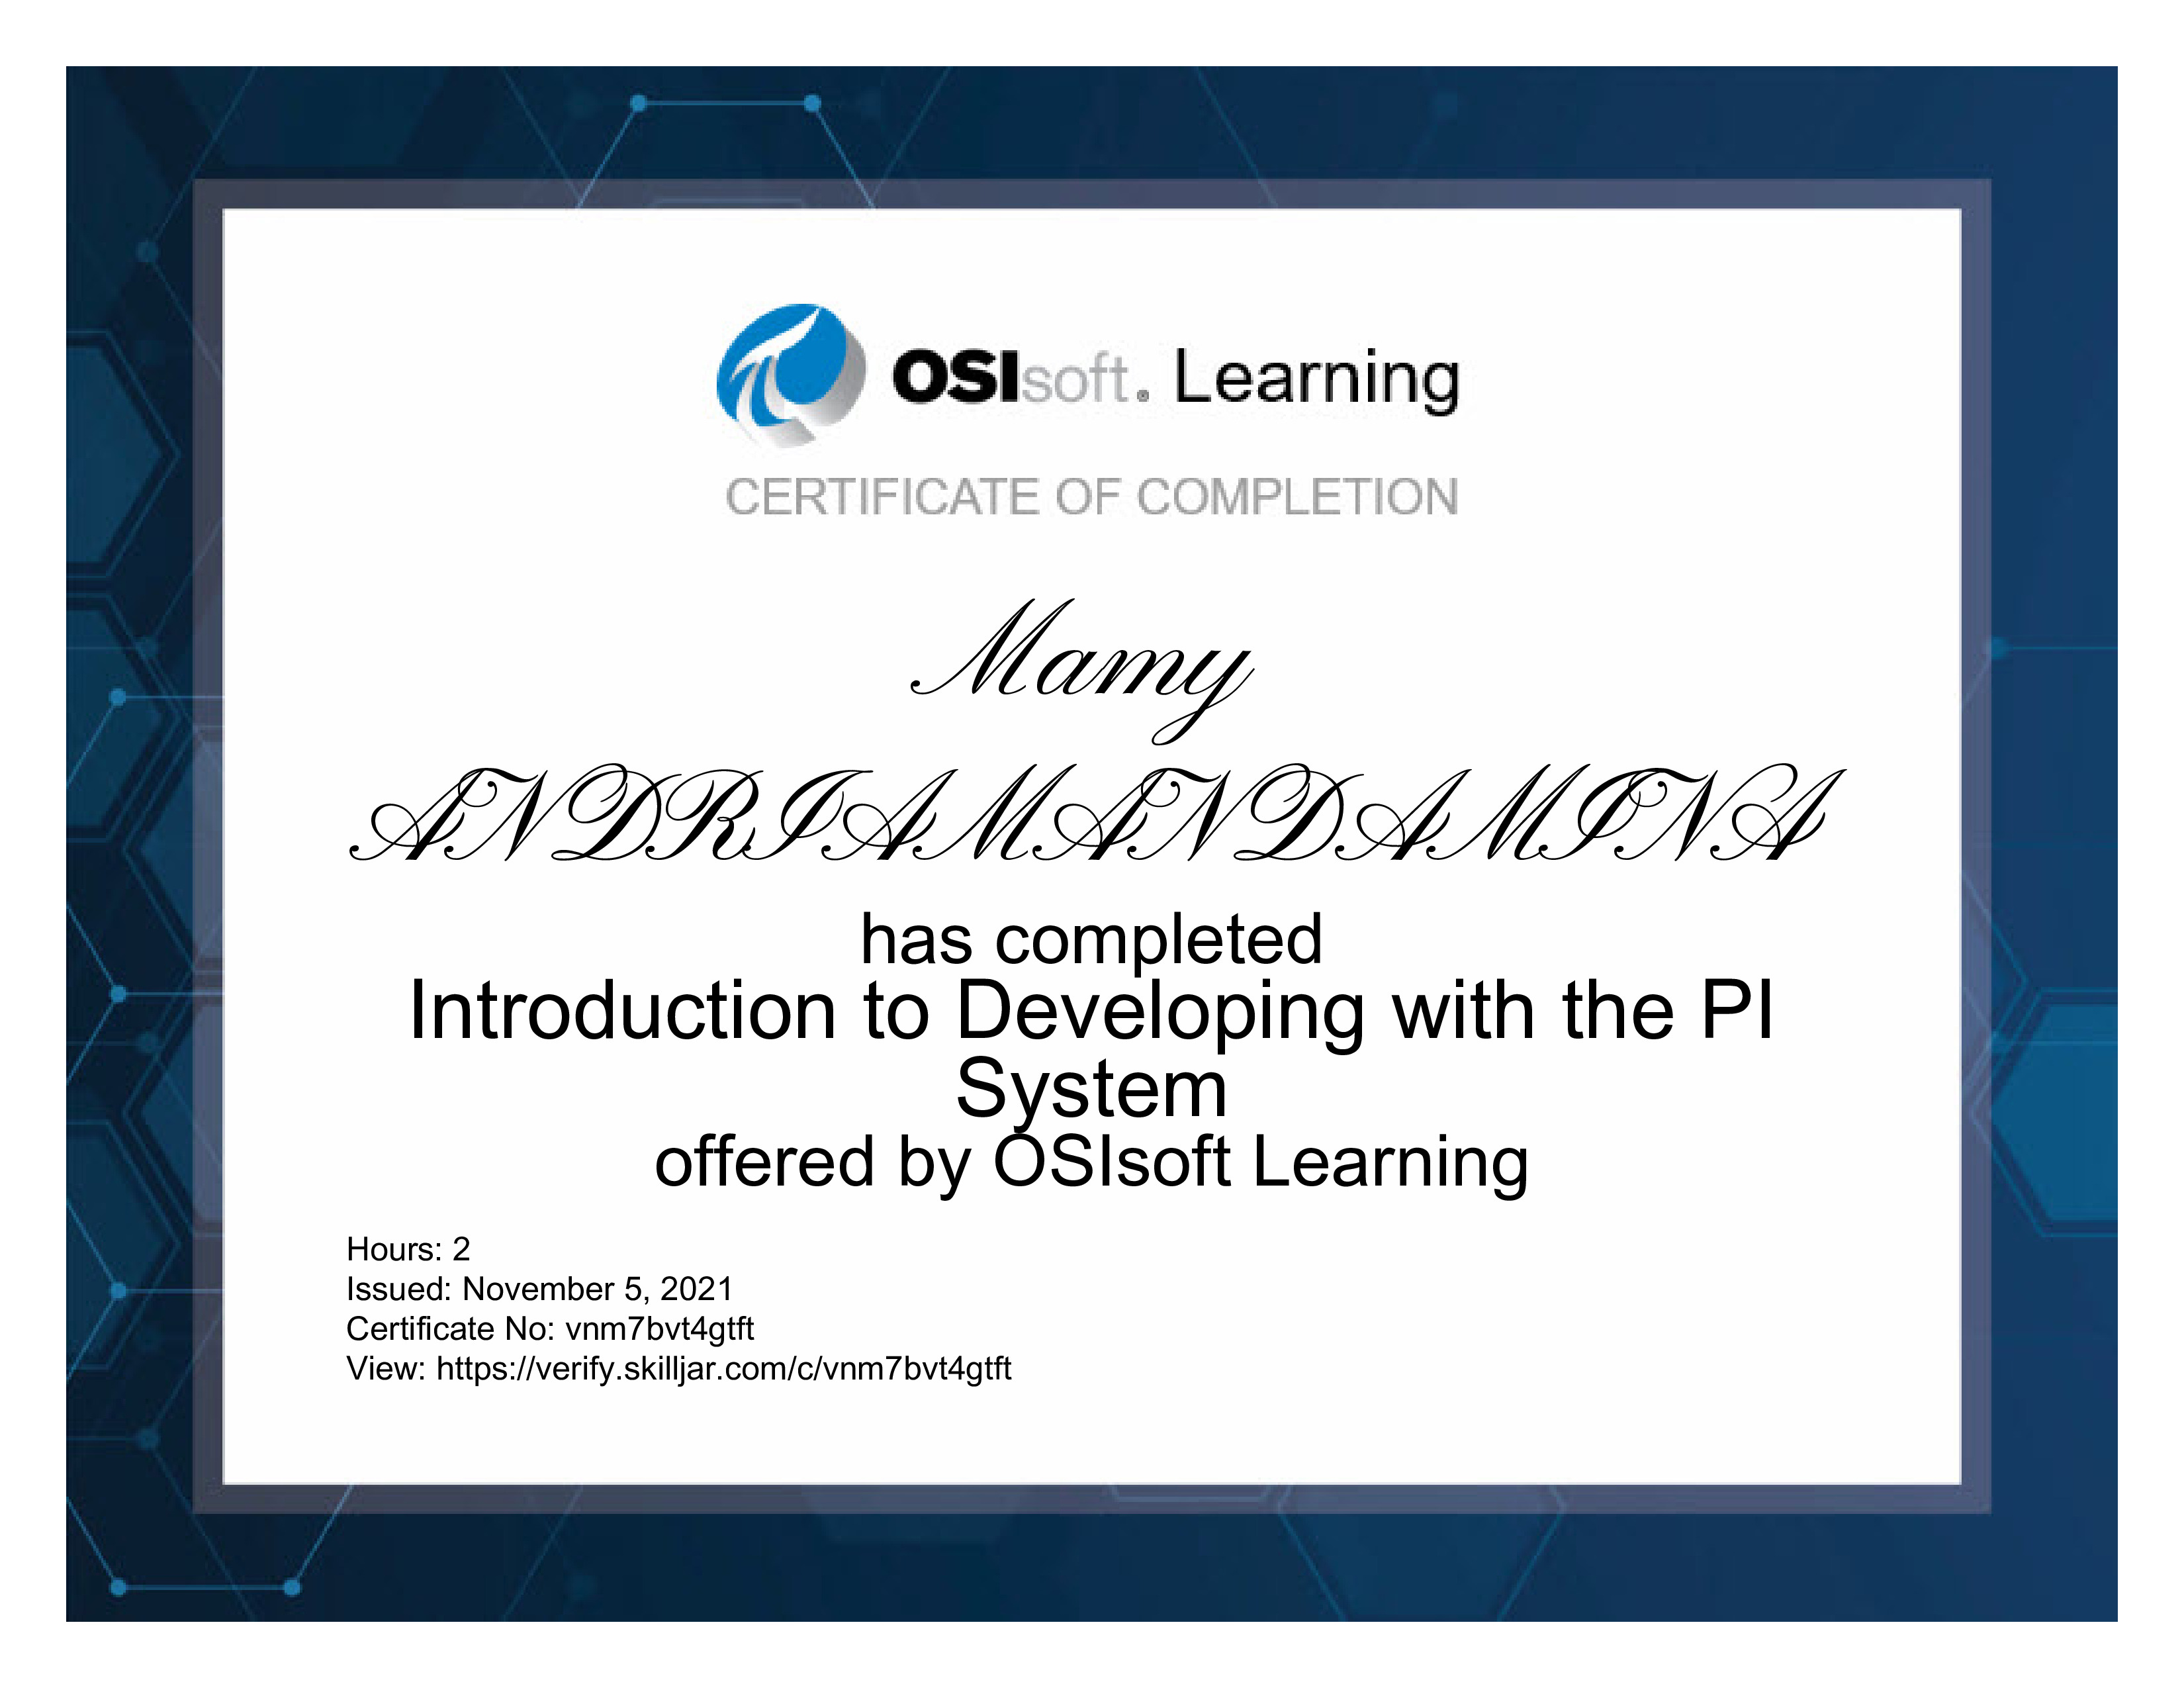 OSIsoft. Learning
CERTIFICATE OF COMPLETION
Mamy
ANDRIAMANDAMINA
has completed
Introduction to Developing with the PI
System
offered by OSIsoft Learning
Hours: 2
Issued: November 5, 2021
Certificate No: vnm7bvt4gtft
View: https://verify.skilljar.com/c/vnm7bvt4gtft